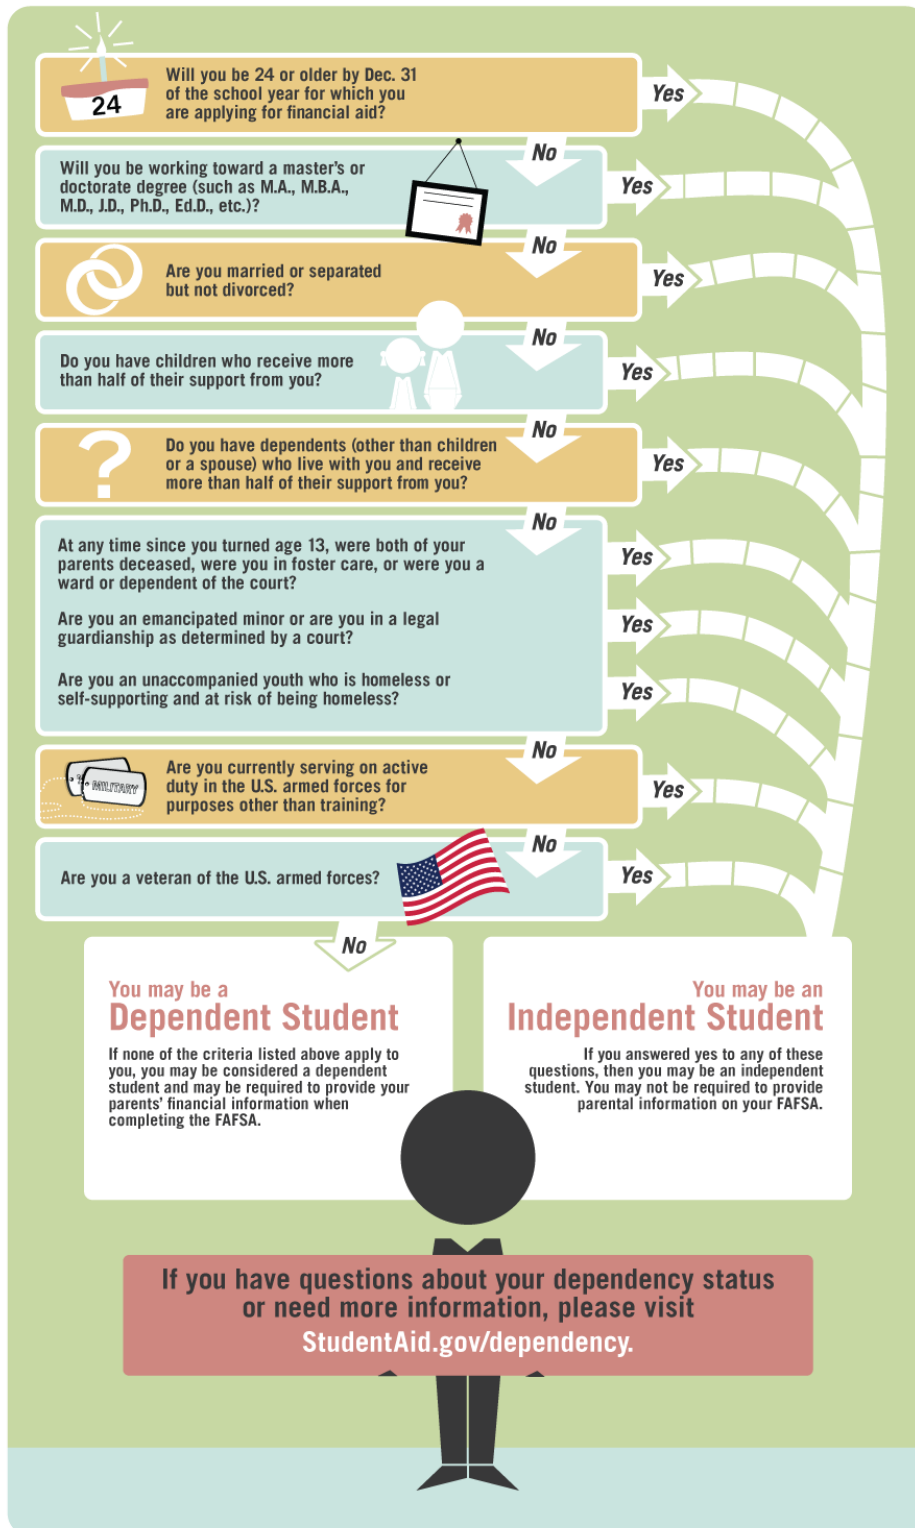 24
Will you be 24 or older by Dec. 31
of the school year for which you
are applying for financial aid?
Yes
No
Will you be working toward a master's or
doctorate degree (such as M.A., M.B.A.,
M.D., J.D., Ph.D., Ed.D., etc.)?
Yes
No
Are you married or separated
but not divorced?
Yes
No
Do you have children who receive more
than half of their support from you?
Yes
No
?
Do you have dependents (other than children
or a spouse) who live with you and receive
more than half of their support from you?
Yes
No
At any time since you turned age 13, were both of your
parents deceased, were you in foster care, or were you a
ward or dependent of the court?
Yes
Are you an emancipated minor or are you in a legal
guardianship as determined by a court?
Yes
Are you an unaccompanied youth who is homeless or
self-supporting and at risk of being homeless?
Yes
No
MILITARY
Are you currently serving on active
duty in the U.S. armed forces for
purposes other than training?
Yes
No
Are you a veteran of the U.S. armed forces?
Yes
No
You may be a
Dependent Student
If none of the criteria listed above apply to
you, you may be considered a dependent
student and may be required to provide your
parents' financial information when
completing the FAFSA.
You may be an
Independent Student
If you answered yes to any of these
questions, then you may be an independent
student. You may not be required to provide
parental information on your FAFSA.
If you have questions about your dependency status
or need more information, please visit
StudentAid.gov/dependency.